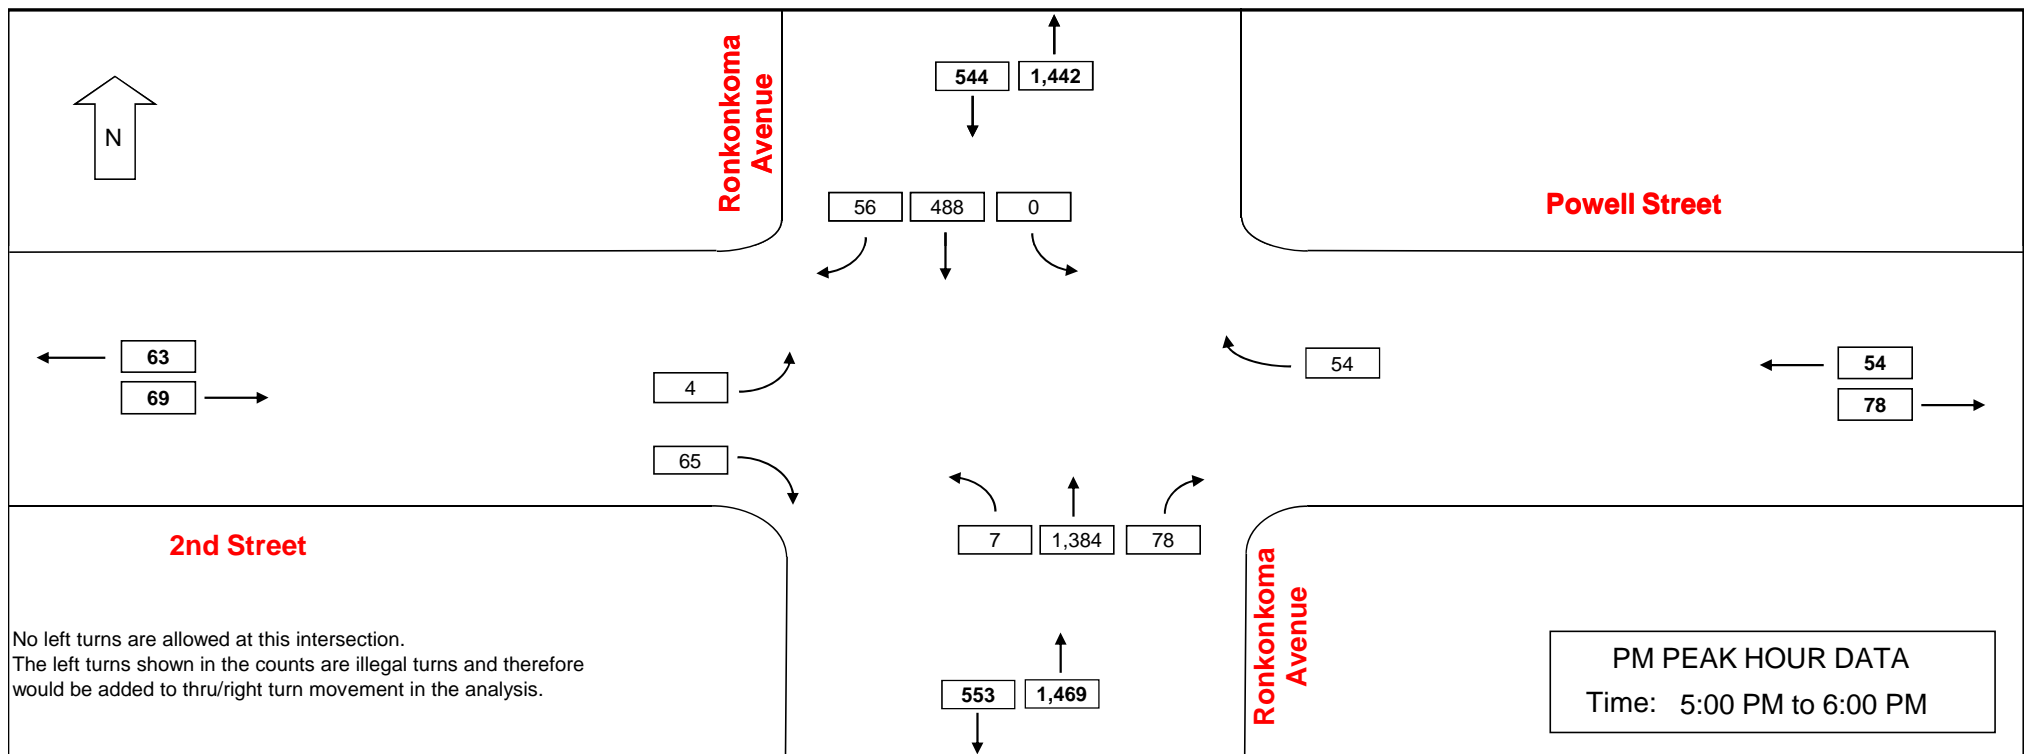 Ronkonkoma
Avenue
544
1,442
N
56
488
0
Powell Street
63
69
4
65
54
54
78
7
1,384
78
2nd Street
Ronkonkoma
Avenue
No left turns are allowed at this intersection.
The left turns shown in the counts are illegal turns and therefore
would be added to thru/right turn movement in the analysis.
553
1,469
PM PEAK HOUR DATA
Time: 5:00 PM to 6:00 PM